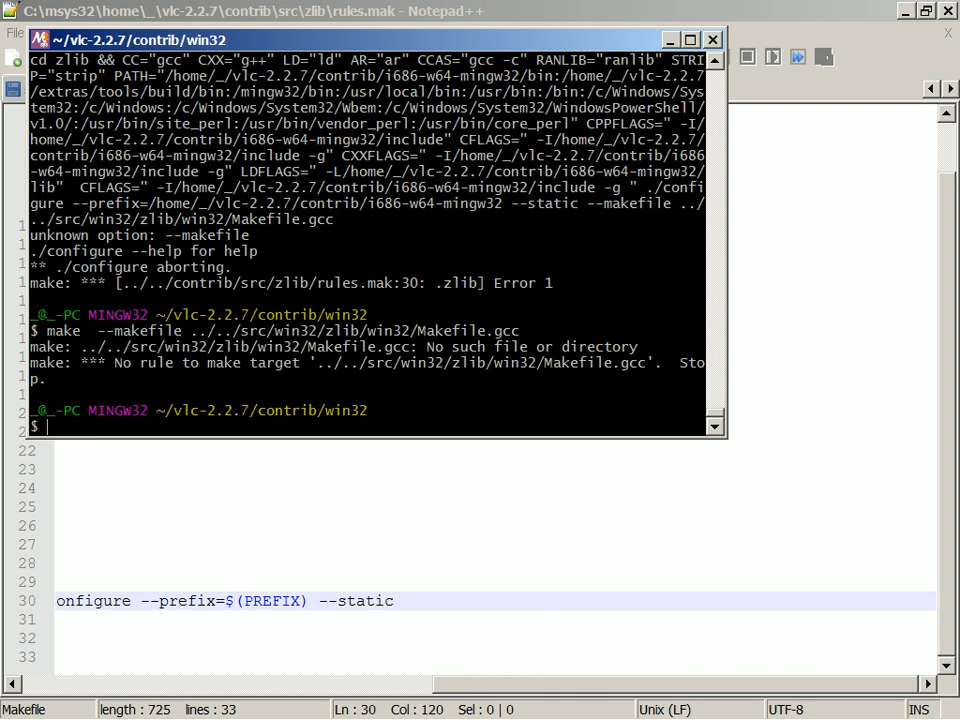 C:\msys32\home\_\vlc-2.2.7\contrib\src\zlib\rules.mak - Notepad++
File
X
~/vlc-2.2.7/contrib/win32
cd zlib && CC="gcc" CXX="g++" LD="ld" AR="ar" CCAS="gcc -c" RANLIB="ranlib" STRI
P="strip" PATH="/home/_/vlc-2.2.7/contrib/i686-w64-mingw32/bin:/home/_/vlc-2.2.7
/extras/tools/build/bin:/mingw32/bin:/usr/local/bin:/usr/bin:/bin:/c/Windows/Sys
tem32:/c/Windows:/c/Windows/System32/Wbem:/c/Windows/System32/WindowsPowerShell/
v1.0/:/usr/bin/site_perl:/usr/bin/vendor_perl:/usr/bin/core_perl" CPPFLAGS=" -I/
home/_/vlc-2.2.7/contrib/i686-w64-mingw32/include" CFLAGS=" -I/home/_/vlc-2.2.7/
contrib/i686-w64-mingw32/include -g" CXXFLAGS=" -I/home/_/vlc-2.2.7/contrib/i686
-w64-mingw32/include -g" LDFLAGS=" -L/home/_/vlc-2.2.7/contrib/i686-w64-mingw32/
lib"  CFLAGS=" -I/home/_/vlc-2.2.7/contrib/i686-w64-mingw32/include -g " ./confi
gure --prefix=/home/_/vlc-2.2.7/contrib/i686-w64-mingw32 --static --makefile ../
../src/win32/zlib/win32/Makefile.gcc
unknown option: --makefile
./configure --help for help
** ./configure aborting.
make: *** [../../contrib/src/zlib/rules.mak:30: .zlib] Error 1
_@_-PC MINGW32 ~/vlc-2.2.7/contrib/win32
$ make  --makefile ../../src/win32/zlib/win32/Makefile.gcc
make: ../../src/win32/zlib/win32/Makefile.gcc: No such file or directory
make: *** No rule to make target '../../src/win32/zlib/win32/Makefile.gcc'.  Sto
p.
_@_-PC MINGW32 ~/vlc-2.2.7/contrib/win32
$
22
23
24
25
26
27
28
29
30 onfigure --prefix=$(PREFIX) --static
31
32
33
Makefile length : 725 lines : 33 Ln : 30 Col : 120 Sel : 0 | 0 Unix (LF) UTF-8 INS